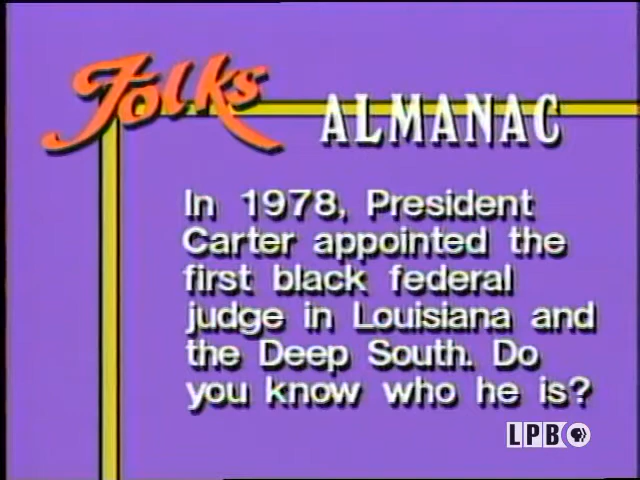 Folks
ALMANAC
In 1978, President
Carter appointed the
first black federal
judge in Louisiana and
the Deep South. Do
you know who he is?
LPB